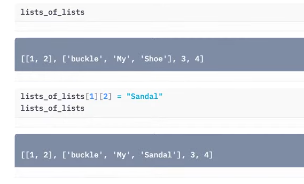 lists_of_lists
[[1, 2], ['buckle', 'My', 'Shoe'], 3, 4]
lists_of_lists[1][2] = "Sandal"
lists_of_lists
[[1, 2], ['buckle', 'My', 'Sandal'], 3, 4]